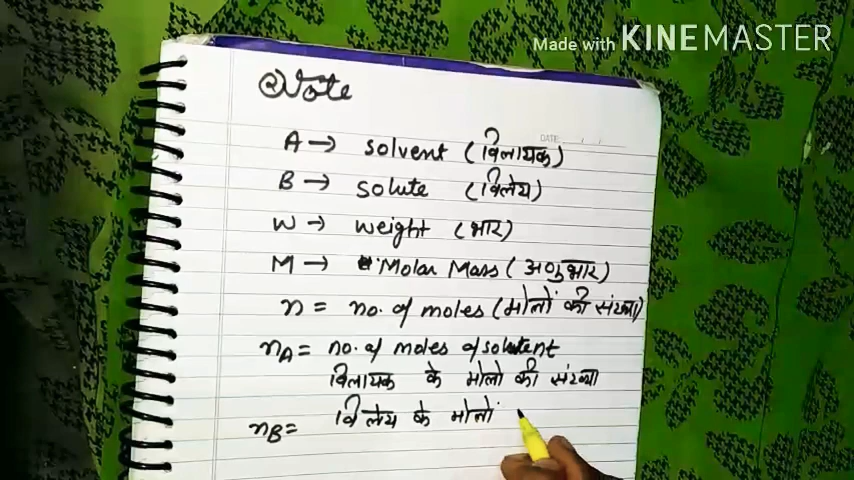 Made with KINEMASTER
Note
DATE
A → solvent (विलायक)
B → solute (विलेय)
W → weight (भार)
M → Molar Mass (अणुभार)
n = no. of moles (मोलों की संख्या)
nA = no. of moles of
विलायक के मोलो की संख्या
nB = विलेय के मोलों